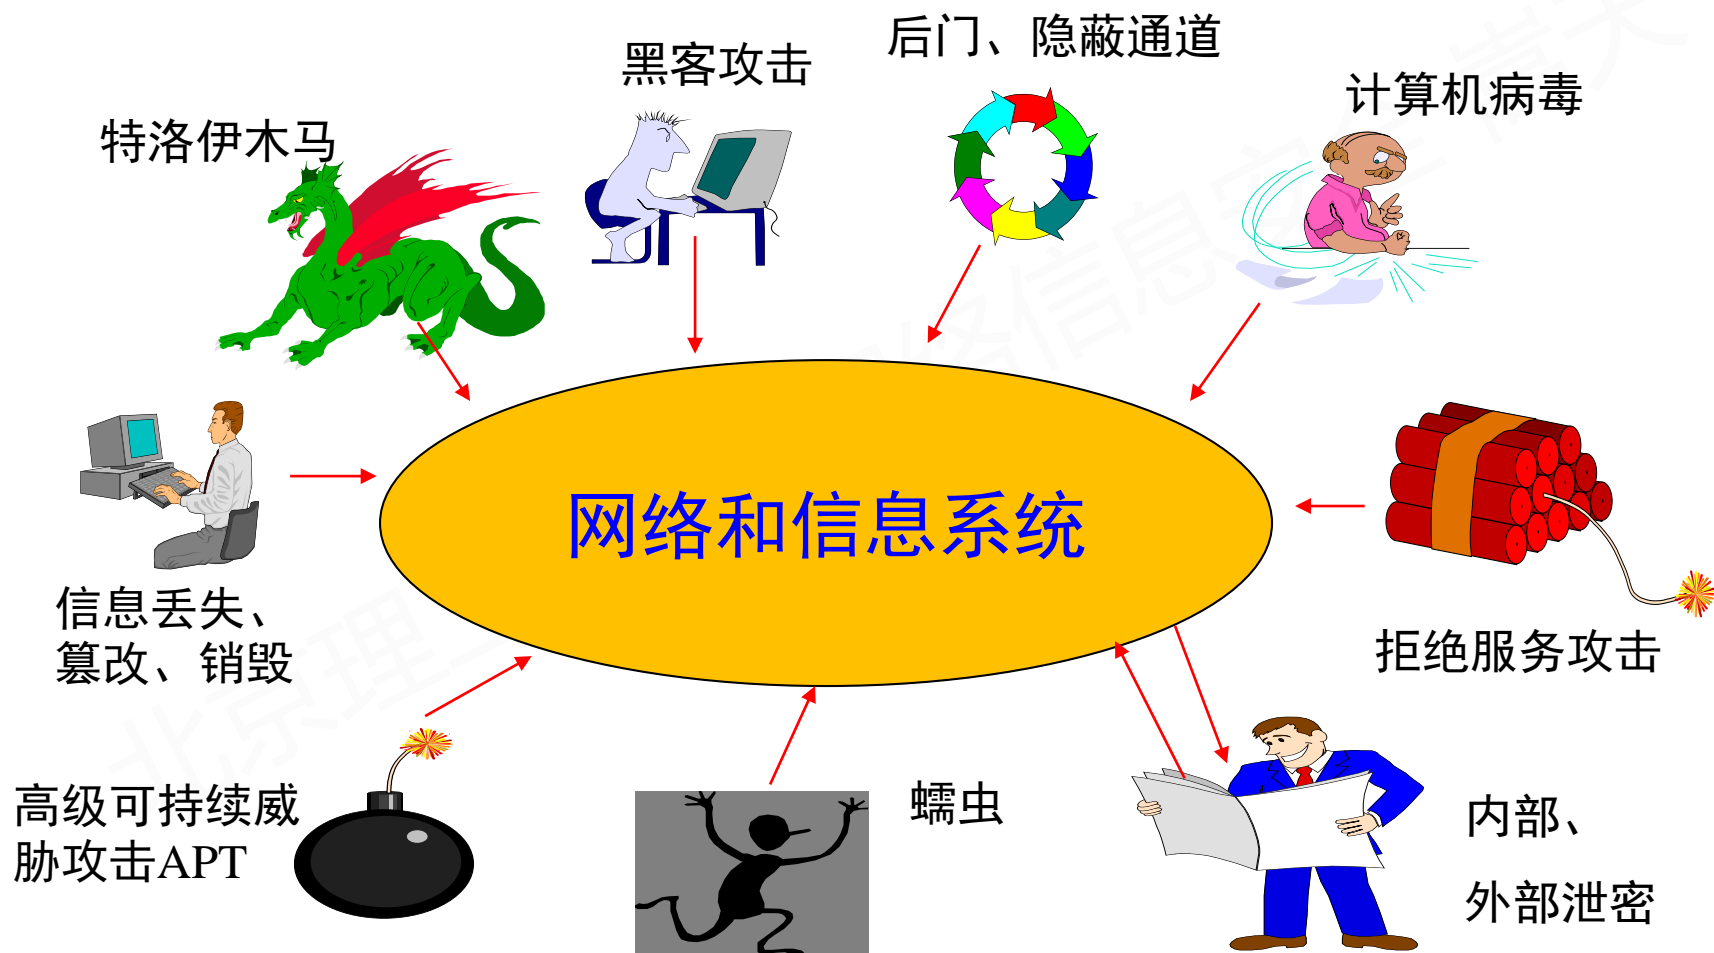 后门、隐蔽通道
黑客攻击
计算机病毒
特洛伊木马
网络和信息系统
信息丢失、
篡改、销毁
拒绝服务攻击
高级可持续威
胁攻击APT
蠕虫
内部、
外部泄密